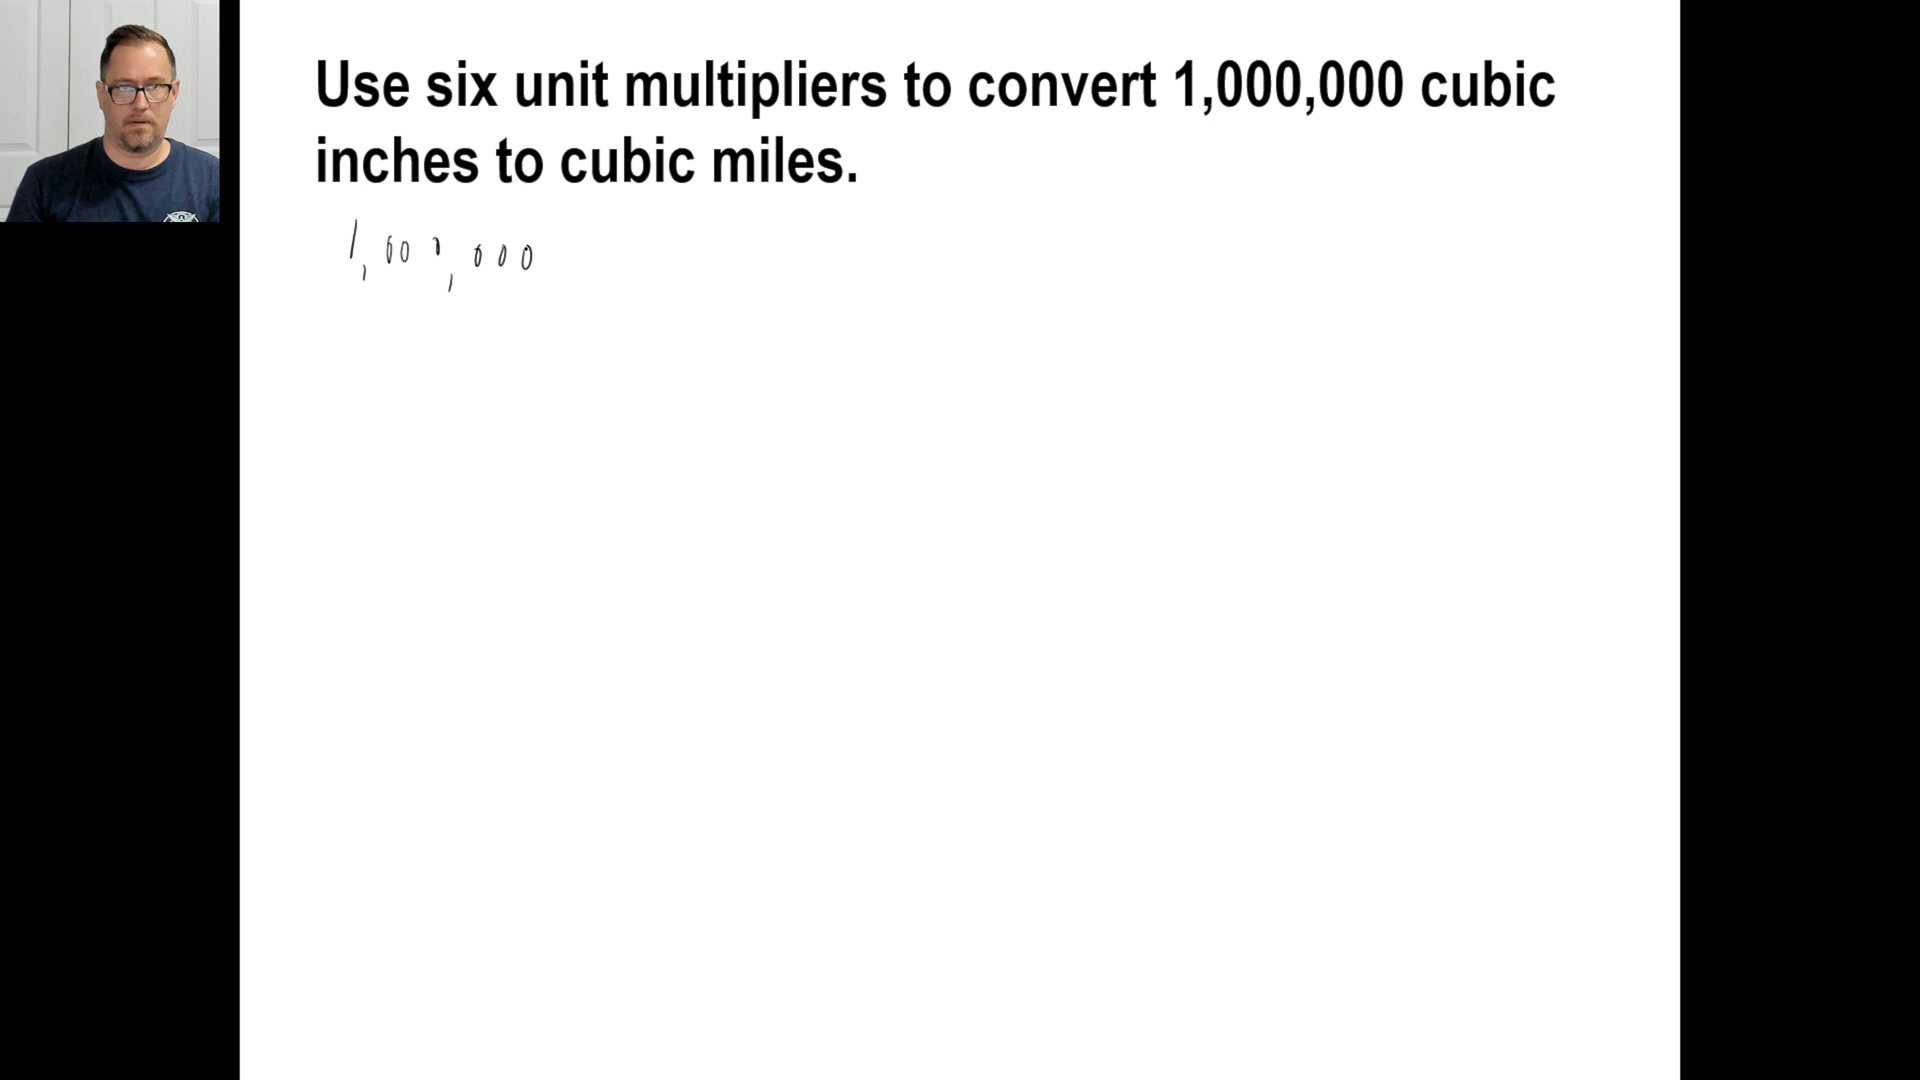 Use six unit multipliers to convert 1,000,000 cubic
inches to cubic miles.
1,000,000